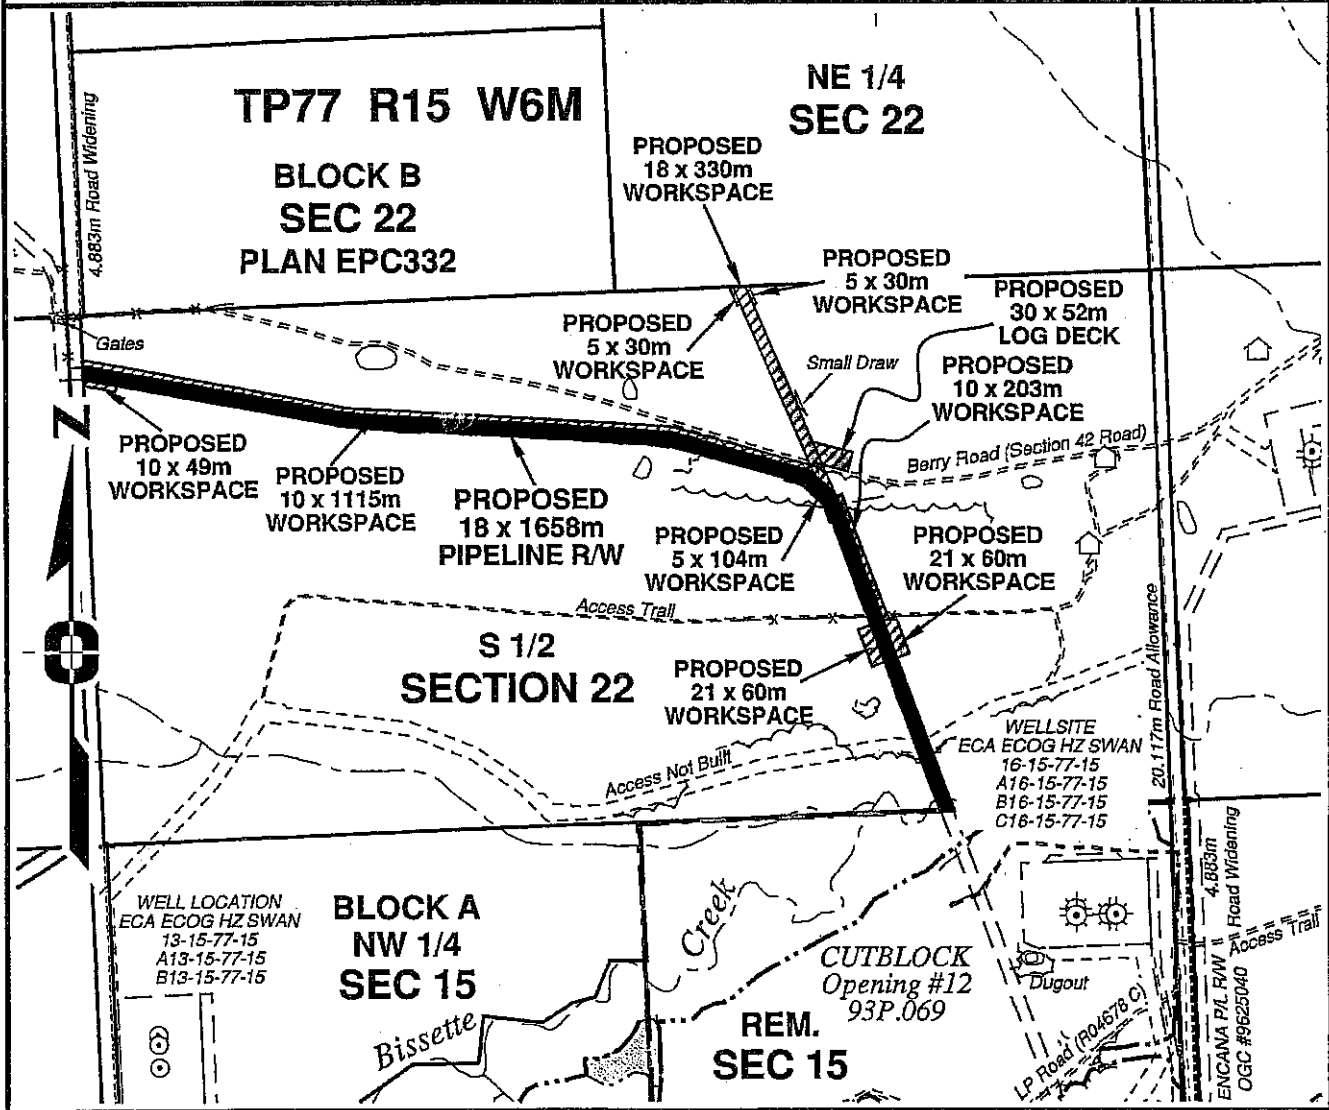 TP77 R15 W6M
BLOCK B
SEC 22
PLAN EPC332
4.883m Road Widening
NE 1/4
SEC 22
PROPOSED
18 x 330m
WORKSPACE
PROPOSED
5 x 30m
WORKSPACE
PROPOSED
30 x 52m
LOG DECK
PROPOSED
5 x 30m
WORKSPACE
Small Draw
PROPOSED
10 x 203m
WORKSPACE
Gates
N
PROPOSED
10 x 49m
WORKSPACE
PROPOSED
10 x 1115m
WORKSPACE
PROPOSED
18 x 1658m
PIPELINE R/W
Berry Road (Section 42 Road)
PROPOSED
5 x 104m
WORKSPACE
PROPOSED
21 x 60m
WORKSPACE
Access Trail
S 1/2
SECTION 22
PROPOSED
21 x 60m
WORKSPACE
20.117m Road Allowance
Access Not Built
WELLSITE
ECA ECOG HZ SWAN
16-15-77-15
A16-15-77-15
B16-15-77-15
C16-15-77-15
WELL LOCATION
ECA ECOG HZ SWAN
13-15-77-15
A13-15-77-15
B13-15-77-15
BLOCK A
NW 1/4
SEC 15
Bissette Creek
CUTBLOCK
Opening #12
93P.069
REM.
SEC 15
Dugout
LP Road (R04678 C)
4.883m
Road Widening
Access Trail
ENCANA P/L R/W
OGC #9625040